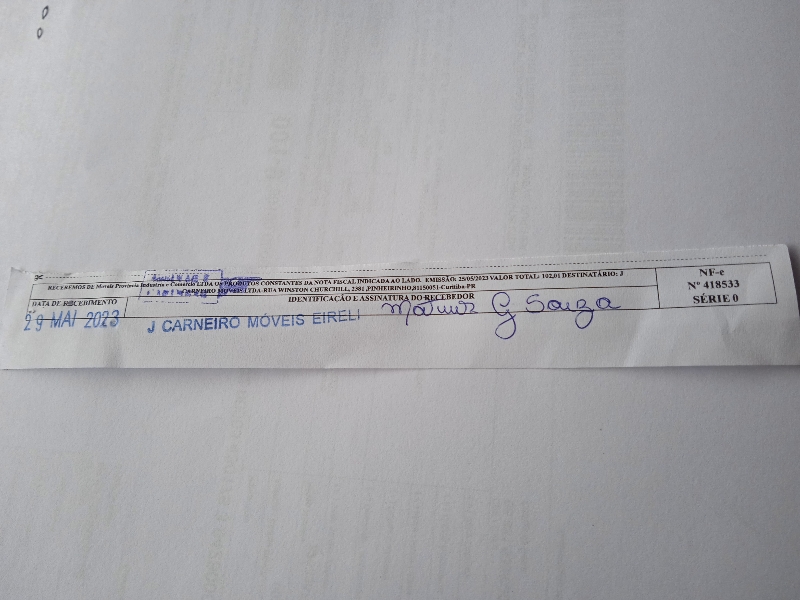 RECEBEMOS DE Moveis Provincia Industria e Comercio LTDA OS PRODUTOS CONSTANTES DA NOTA FISCAL INDICADA AO LADO. EMISSÃO: 25/05/2023 VALOR TOTAL: 102,01 DESTINATÁRIO: J
CARNEIRO MOVEIS LTDA-RUA WINSTON CHURCHILL, 2381 ,PINHEIRINHO,81150051-Curitiba-PR
NF-e
Nº 418533
SÉRIE 0
DATA DE RECEBIMENTO
IDENTIFICAÇÃO E ASSINATURA DO RECEBEDOR
29 MAI 2023
J CARNEIRO MÓVEIS EIRELI
G Souza